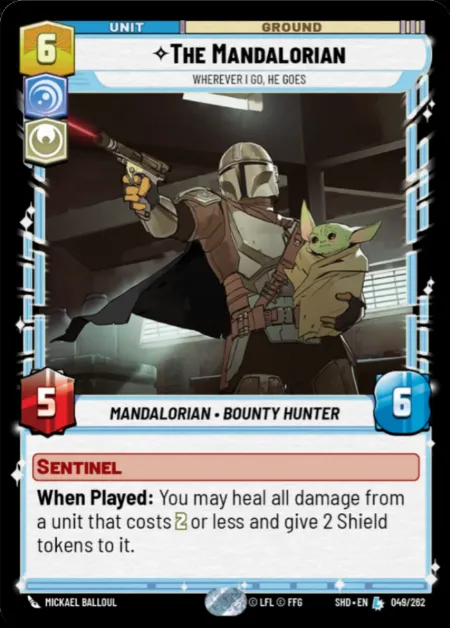 UNIT GROUND
6
✧THE MANDALORIAN
WHEREVER I GO, HE GOES
5
MANDALORIAN • BOUNTY HUNTER
6
SENTINEL
When Played: You may heal all damage from
a unit that costs 2 or less and give 2 Shield
tokens to it.
MICKAEL BALLOUL © LFL © FFG SHD • EN L 049/262